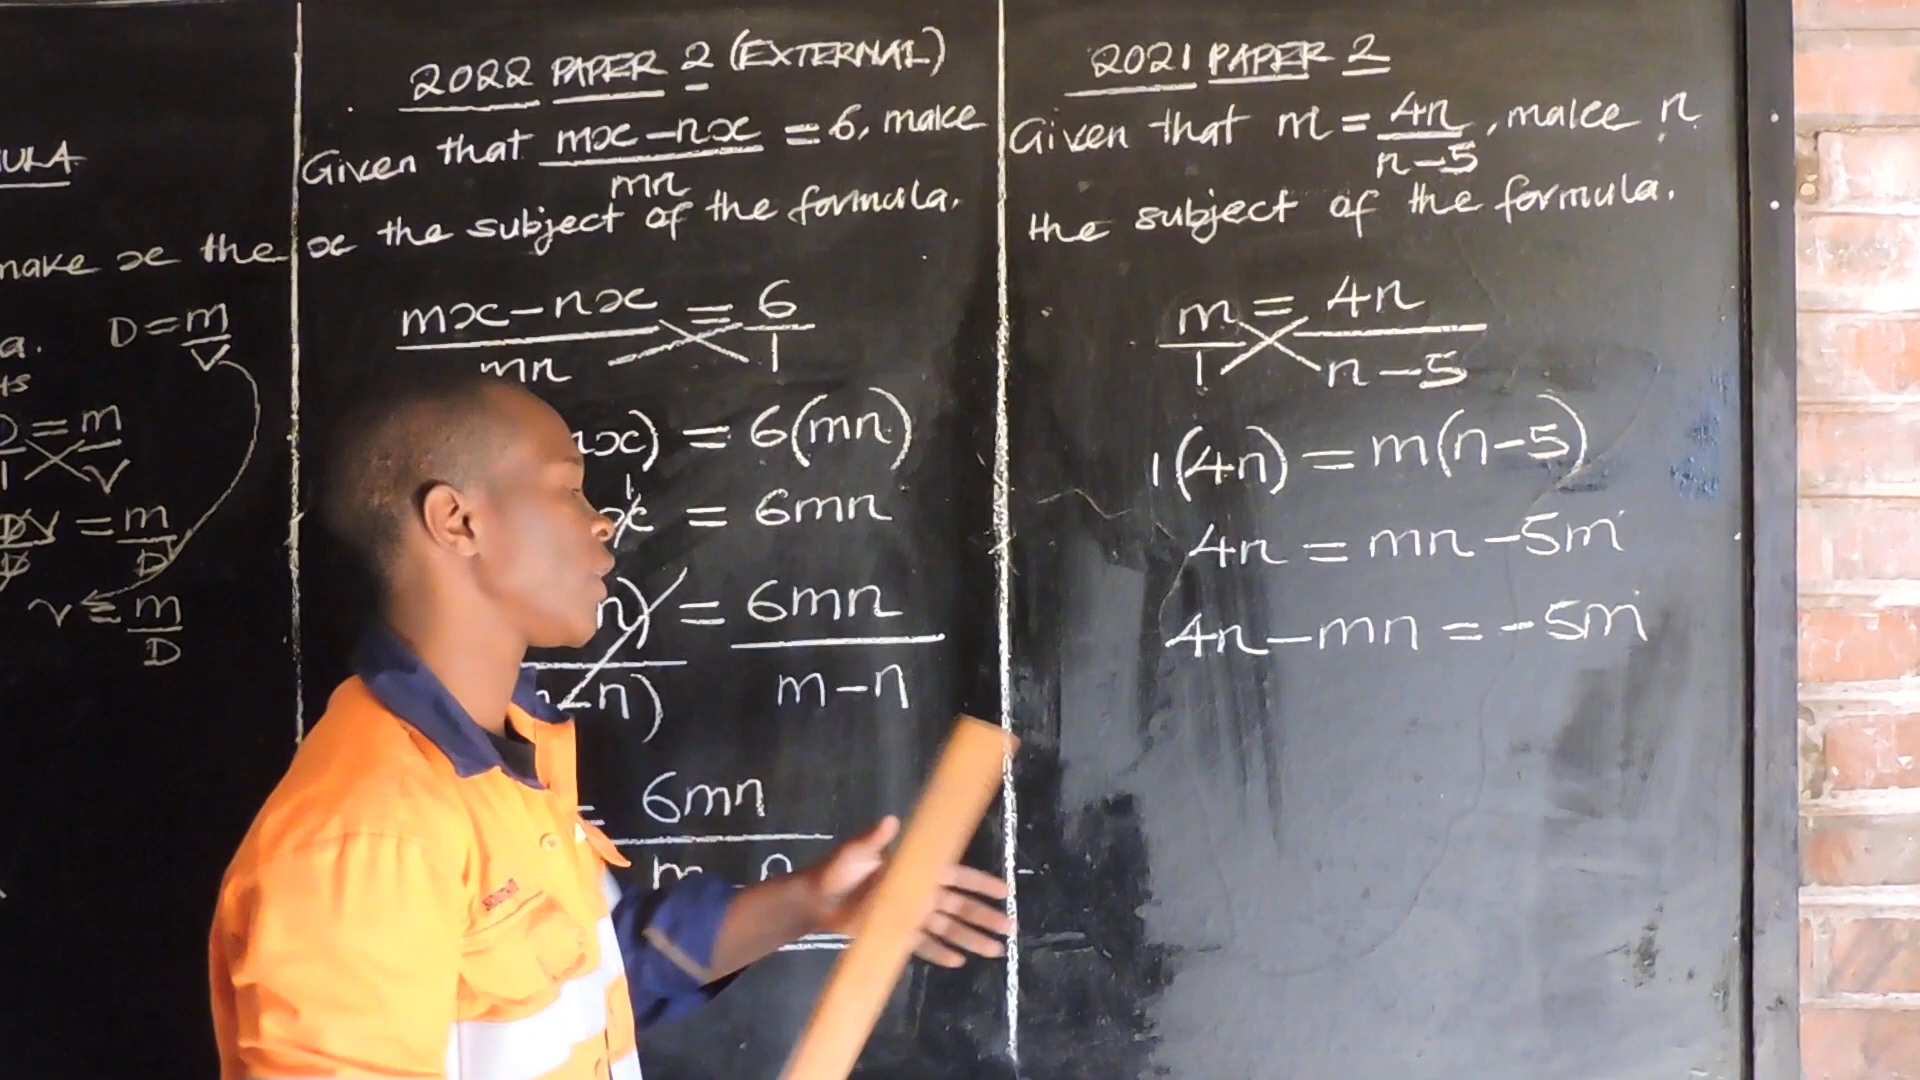 ULA
make x the
a.
D = m
V
D = m
1 V
DV = m
D D
v = m
D
2022 PAPER 2 (EXTERNAL)
Given that mx - nx = 6, make
mn
x the subject of the formula.
mx - nx = 6
mn 1
nx) = 6(mn)
x = 6mn
n) = 6mn
n) m - n
= 6mn
m n
2021 PAPER 2
Given that m = 4n , make n
n - 5
the subject of the formula.
m = 4n
1 n - 5
1(4n) = m(n - 5)
4n = mn - 5m
4n - mn = -5m